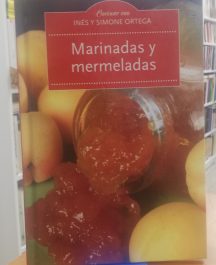 Cocinar con
INÉS Y SIMONE ORTEGA
Marinadas y
mermeladas